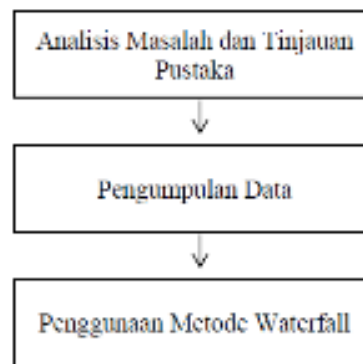 Analisis Masalah dan Tinjauan
Pustaka
Pengumpulan Data
Penggunaan Metode Waterfall